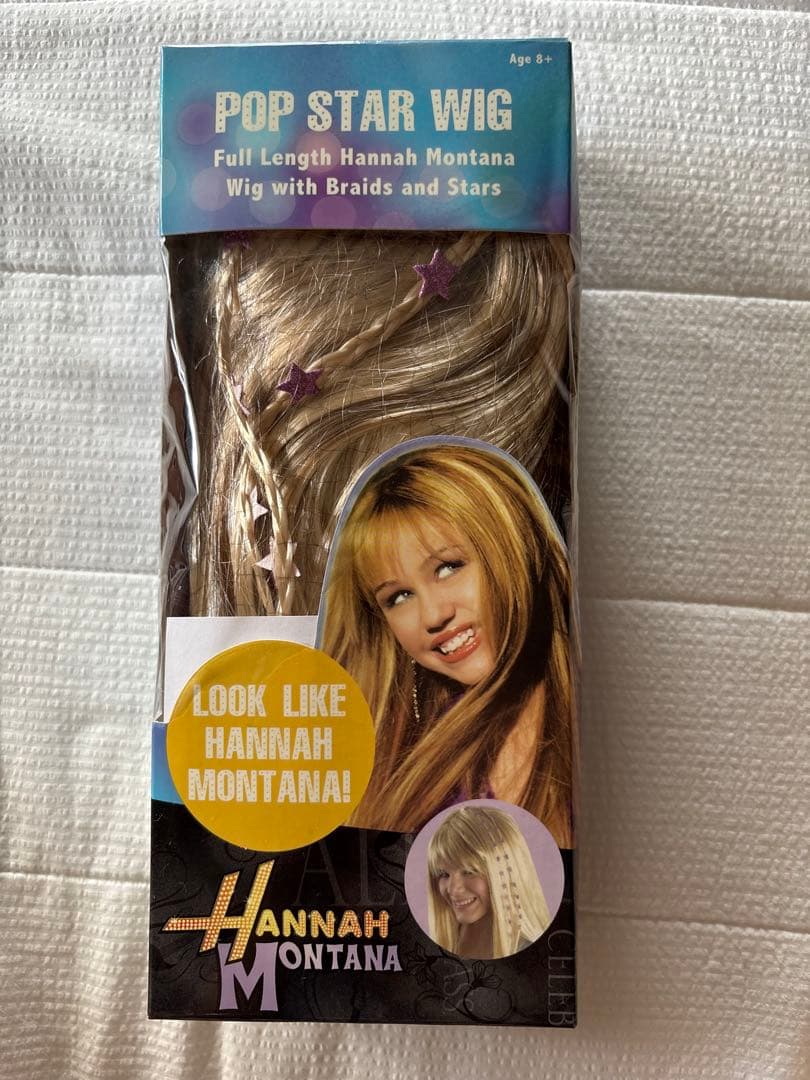 Age 8+
POP STAR WIG
Full Length Hannah Montana
Wig with Braids and Stars
LOOK LIKE
HANNAH
MONTANA!
HANNAH
MONTANA
CELEB